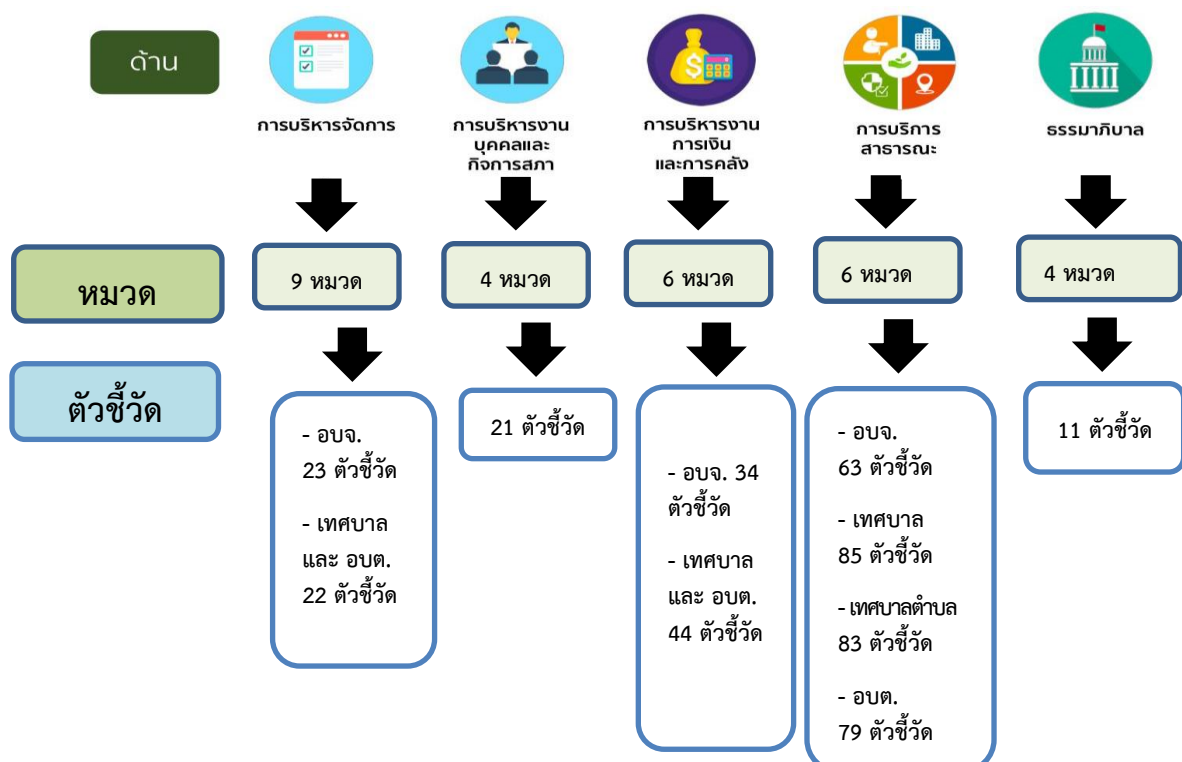 ด้าน
การบริหารจัดการ
การบริหารงาน
บุคคลและ
กิจการสภา
การบริหารงาน
การเงิน
และการคลัง
การบริการ
สาธารณะ
ธรรมาภิบาล
หมวด
9 หมวด
4 หมวด
6 หมวด
6 หมวด
4 หมวด
ตัวชี้วัด
- อบจ.
23 ตัวชี้วัด
- เทศบาล
และ อบต.
22 ตัวชี้วัด
21 ตัวชี้วัด
- อบจ. 34
ตัวชี้วัด
- เทศบาล
และ อบต.
44 ตัวชี้วัด
- อบจ.
63 ตัวชี้วัด
- เทศบาล
85 ตัวชี้วัด
- เทศบาลตำบล
83 ตัวชี้วัด
- อบต.
79 ตัวชี้วัด
11 ตัวชี้วัด